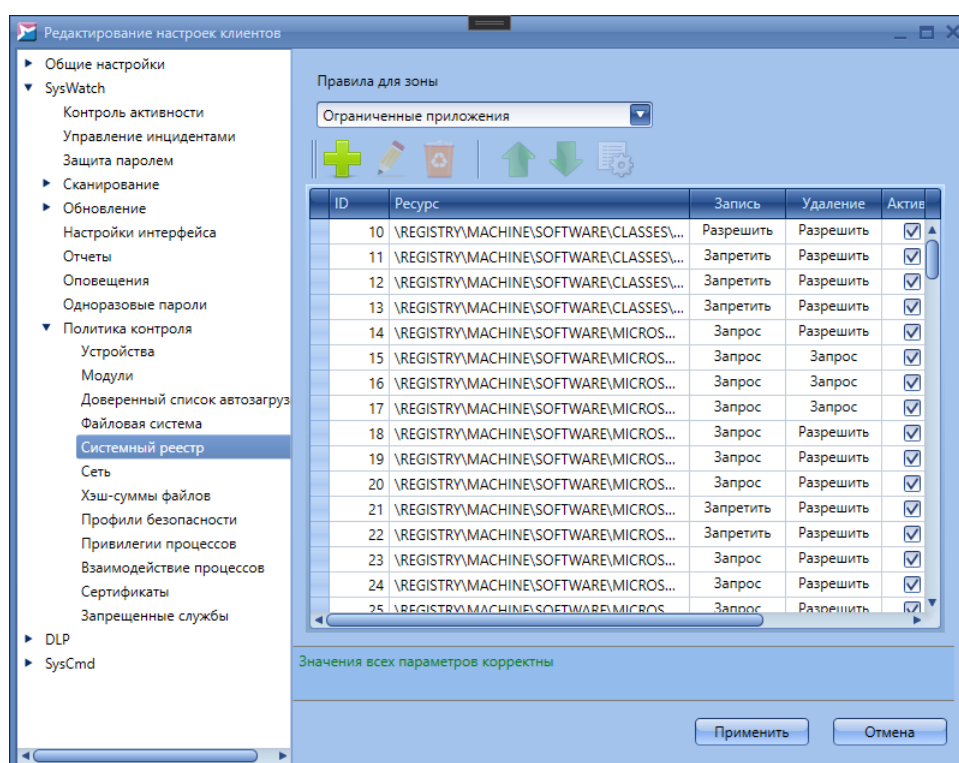 Редактирование настроек клиентов
Общие настройки
SysWatch
Контроль активности
Управление инцидентами
Защита паролем
Сканирование
Обновление
Настройки интерфейса
Отчеты
Оповещения
Одноразовые пароли
Политика контроля
Устройства
Модули
Доверенный список автозагруз
Файловая система
Системный реестр
Сеть
Хэш-суммы файлов
Профили безопасности
Привилегии процессов
Взаимодействие процессов
Сертификаты
Запрещенные службы
DLP
SysCmd
Правила для зоны
Ограниченные приложения
ID Ресурс Запись Удаление Актив
10 \REGISTRY\MACHINE\SOFTWARE\CLASSES\... Разрешить Разрешить
11 \REGISTRY\MACHINE\SOFTWARE\CLASSES\... Запретить Разрешить
12 \REGISTRY\MACHINE\SOFTWARE\CLASSES\... Запретить Разрешить
13 \REGISTRY\MACHINE\SOFTWARE\CLASSES\... Запретить Разрешить
14 \REGISTRY\MACHINE\SOFTWARE\MICROS... Запрос Разрешить
15 \REGISTRY\MACHINE\SOFTWARE\MICROS... Запрос Запрос
16 \REGISTRY\MACHINE\SOFTWARE\MICROS... Запрос Запрос
17 \REGISTRY\MACHINE\SOFTWARE\MICROS... Запрос Запрос
18 \REGISTRY\MACHINE\SOFTWARE\MICROS... Запрос Разрешить
19 \REGISTRY\MACHINE\SOFTWARE\MICROS... Запрос Разрешить
20 \REGISTRY\MACHINE\SOFTWARE\MICROS... Запрос Разрешить
21 \REGISTRY\MACHINE\SOFTWARE\MICROS... Запретить Разрешить
22 \REGISTRY\MACHINE\SOFTWARE\MICROS... Запретить Разрешить
23 \REGISTRY\MACHINE\SOFTWARE\MICROS... Запрос Разрешить
24 \REGISTRY\MACHINE\SOFTWARE\MICROS... Запрос Разрешить
25 \REGISTRY\MACHINE\SOFTWARE\MICROS... Запрос Разрешить
Значения всех параметров корректны
Применить Отмена